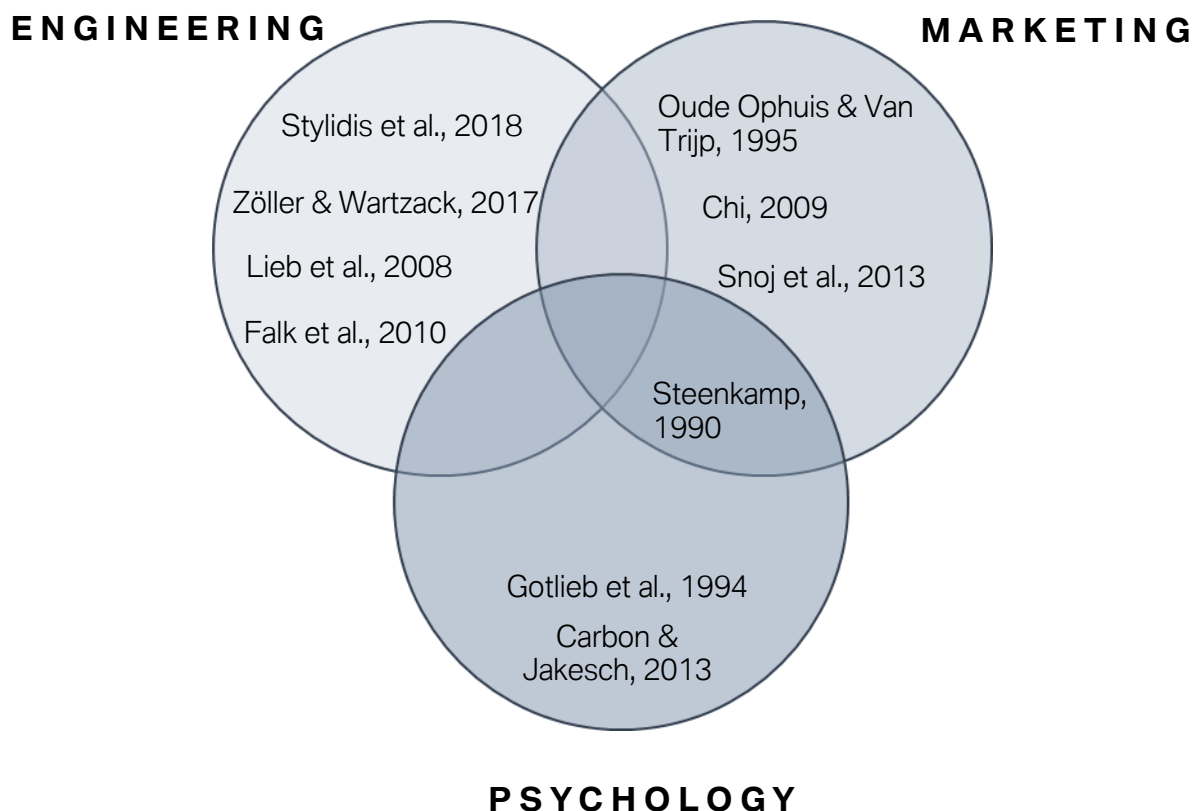 ENGINEERING
MARKETING
Stylidis et al., 2018
Zöller & Wartzack, 2017
Lieb et al., 2008
Falk et al., 2010
Oude Ophuis & Van
Trijp, 1995
Chi, 2009
Snoj et al., 2013
Steenkamp,
1990
Gotlieb et al., 1994
Carbon &
Jakesch, 2013
PSYCHOLOGY